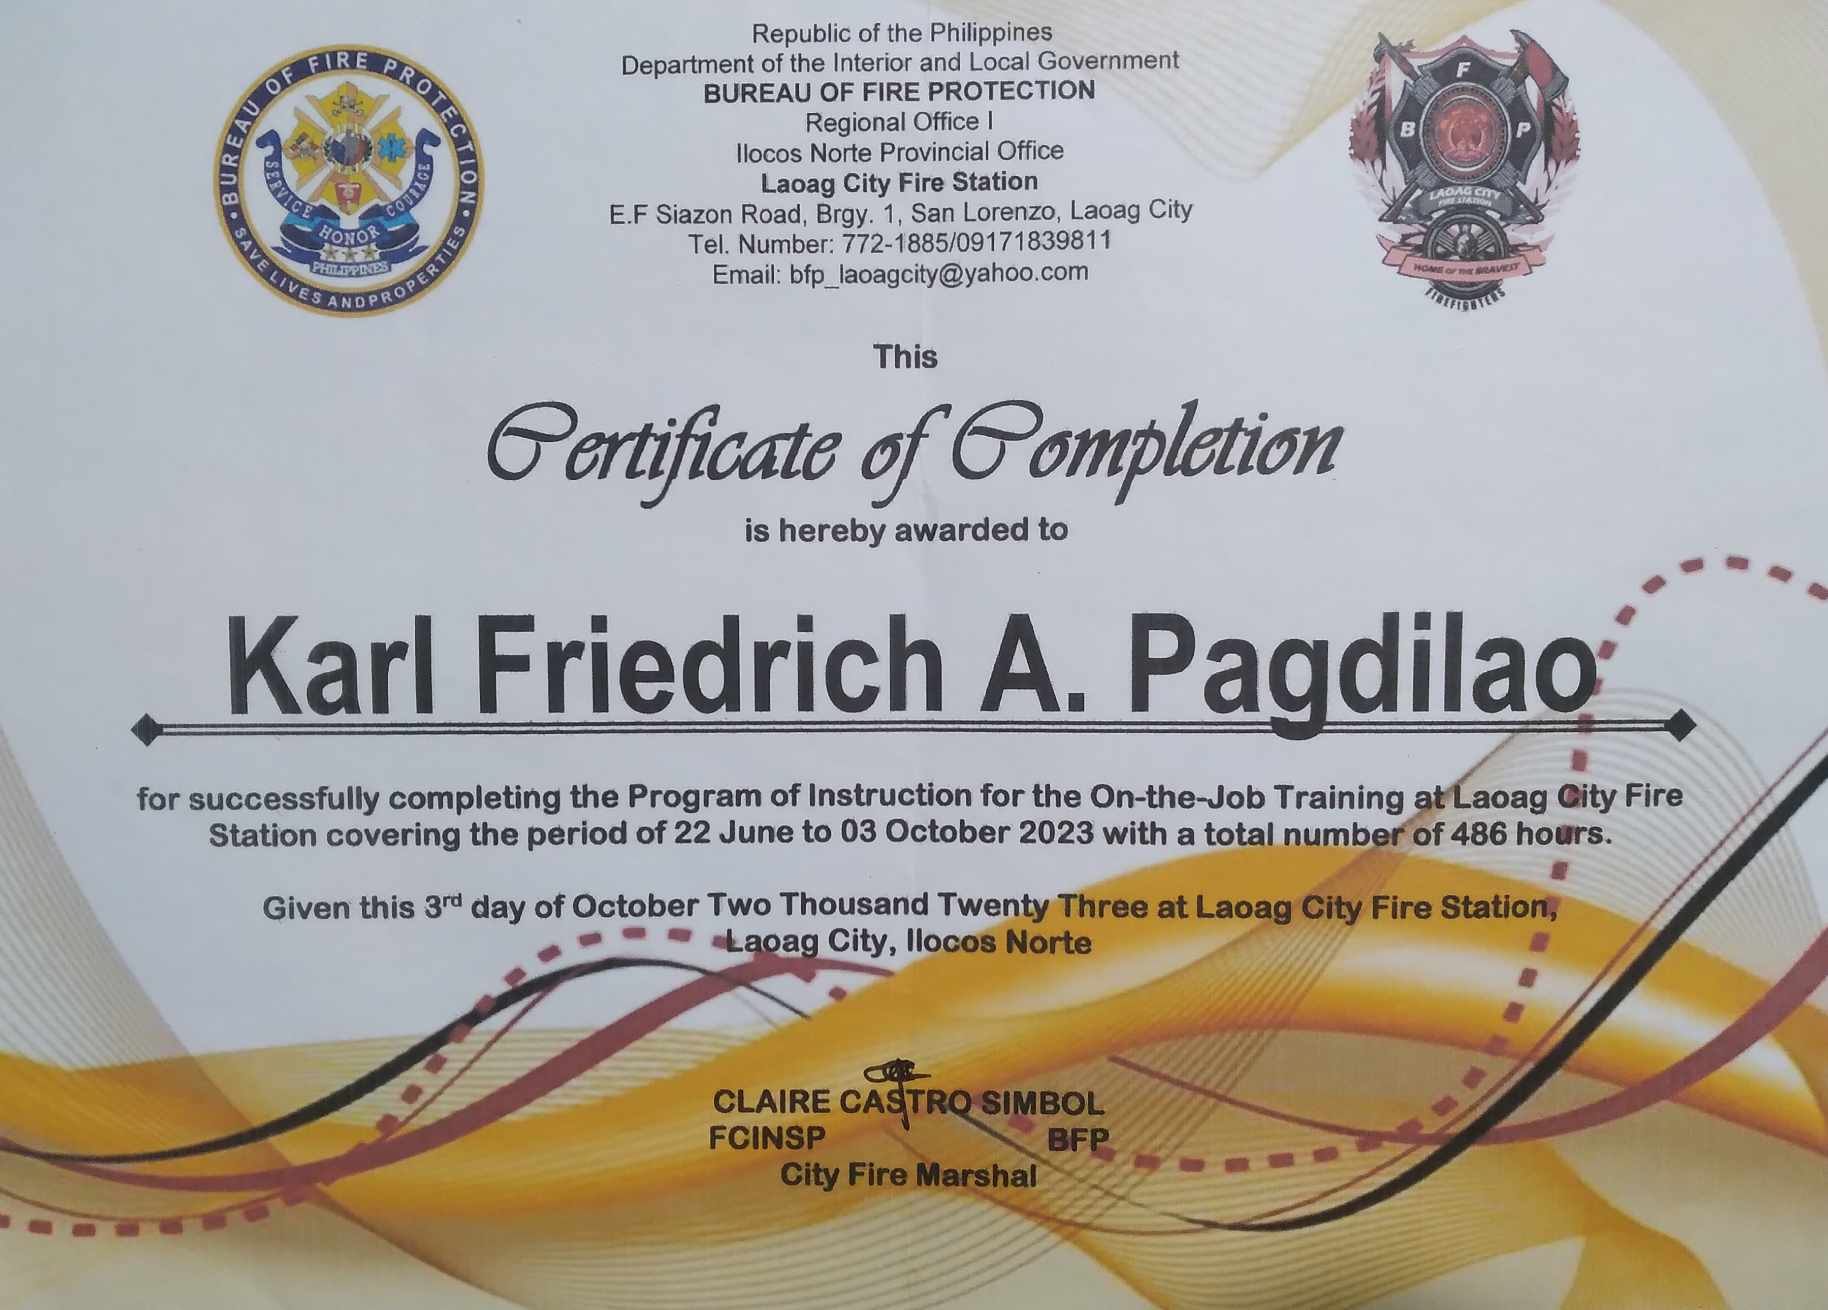 Republic of the Philippines
Department of the Interior and Local Government
BUREAU OF FIRE PROTECTION
Regional Office I
Ilocos Norte Provincial Office
Laoag City Fire Station
E.F Siazon Road, Brgy. 1, San Lorenzo, Laoag City
Tel. Number: 772-1885/09171839811
Email: bfp_laoagcity@yahoo.com
BUREAU OF FIRE PROTECTION
SERVICE
HONOR
COURAGE
PHILIPPINES
SAVE LIVES AND PROPERTIES
F
B P
LAOAG CITY
FIRE STATION
HOME OF THE BRAVEST
FIREFIGHTERS
This
Certificate of Completion
is hereby awarded to
Karl Friedrich A. Pagdilao
for successfully completing the Program of Instruction for the On-the-Job Training at Laoag City Fire
Station covering the period of 22 June to 03 October 2023 with a total number of 486 hours.
Given this 3rd day of October Two Thousand Twenty Three at Laoag City Fire Station,
Laoag City, Ilocos Norte
CLAIRE CASTRO SIMBOL
FCINSP BFP
City Fire Marshal